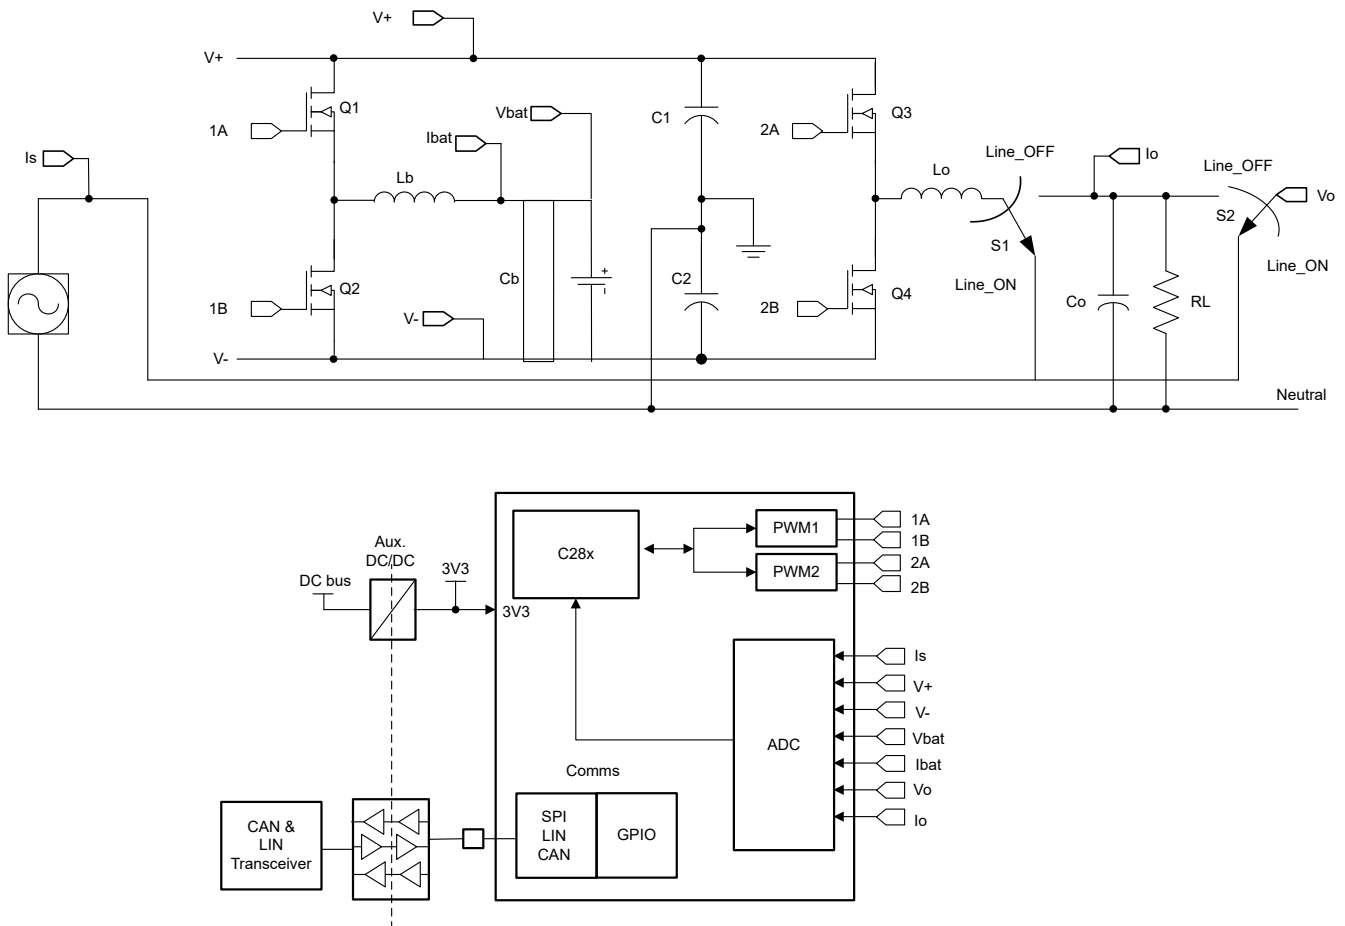 V+
V+
Q1
1A
Vbat
Ibat
Is
Lb
C1
2A
Q3
Line_OFF
Io
Line_OFF
Lo
Vo
S2
S1
Line_ON
Line_ON
Q2
1B
Cb
+
-
C2
2B
Q4
Co
RL
V-
V-
Neutral
Aux.
DC/DC
DC bus
3V3
3V3
C28x
PWM1
PWM2
1A
1B
2A
2B
ADC
Is
V+
V-
Vbat
Ibat
Vo
Io
Comms
SPI
LIN
CAN
GPIO
CAN &
LIN
Transceiver